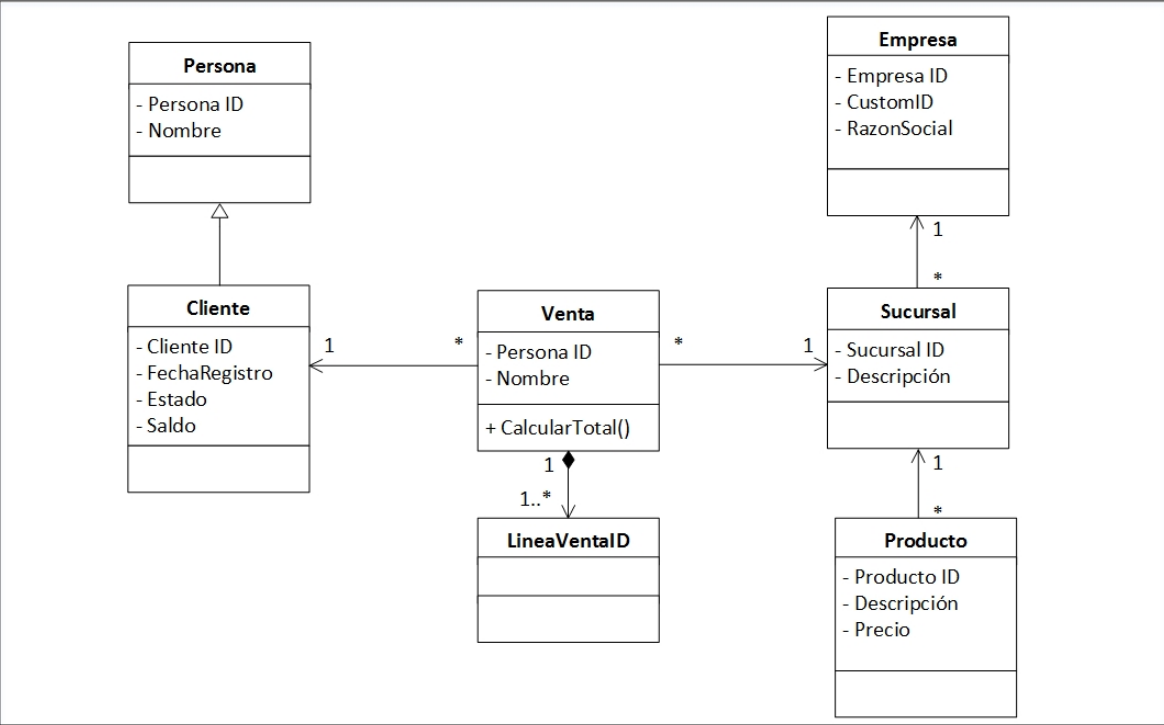 Persona
- Persona ID
- Nombre
Empresa
- Empresa ID
- CustomID
- RazonSocial
1
*
Cliente
- Cliente ID
- FechaRegistro
- Estado
- Saldo
1
*
Venta
- Persona ID
- Nombre
+ CalcularTotal()
*
1
Sucursal
- Sucursal ID
- Descripción
1
1..*
1
*
LineaVentaID
Producto
- Producto ID
- Descripción
- Precio